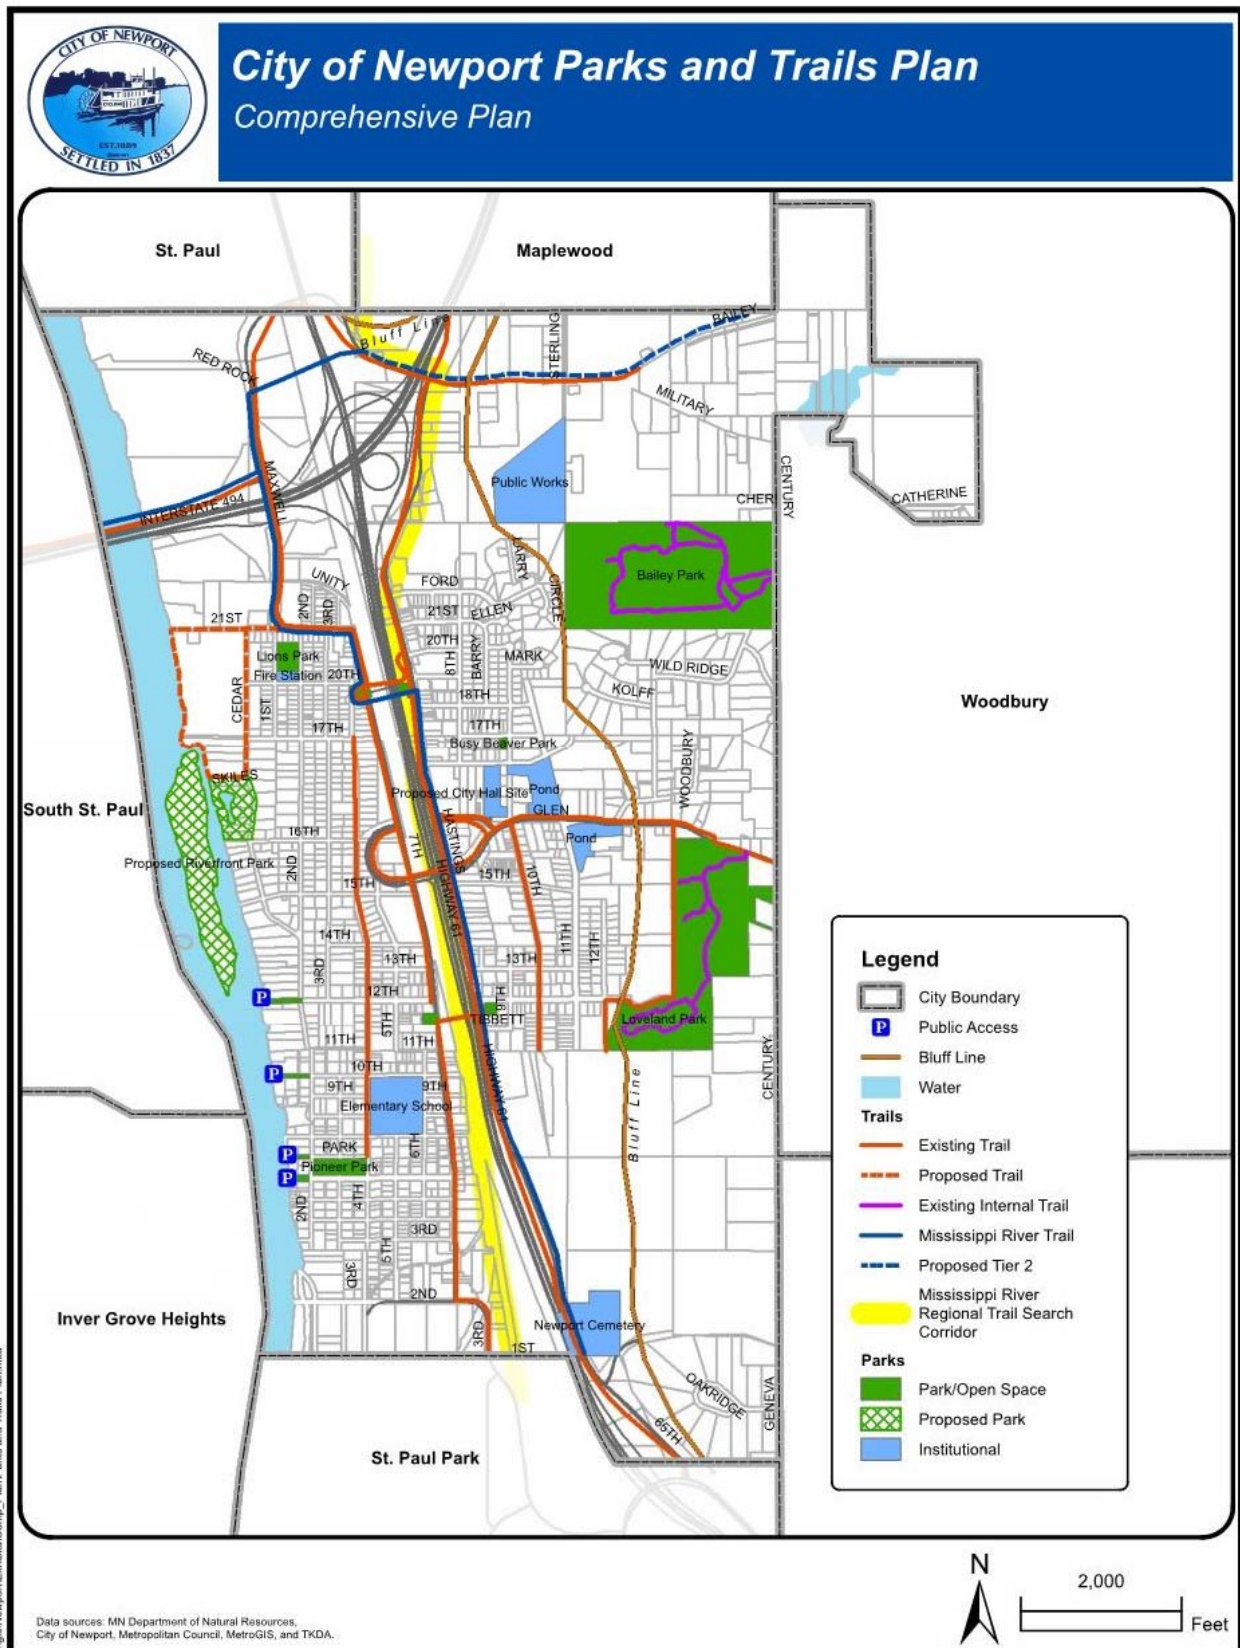 CITY OF NEWPORT
EST.1889
SETTLED IN 1837
City of Newport Parks and Trails Plan
Comprehensive Plan
St. Paul
Maplewood
Bluff Line
BAILEY
STERLING
RED ROCK
MILITARY
Public Works
CENTURY
CATHERINE
CHER
MAXWELL
INTERSTATE 494
LARRY
Bailey Park
UNITY
FORD
CIRCLE
2ND
3RD
21ST
ELLEN
21ST
20TH
8TH
BARRY
MARK
Lions Park
Fire Station
20TH
WILD RIDGE
KOLFF
CEDAR
1ST
18TH
Woodbury
17TH
17TH
Busy Beaver Park
WOODBURY
SKILES
Proposed City Hall Site
Pond
South St. Paul
GLEN
HASTINGS
16TH
7TH
Pond
Proposed Riverfront Park
2ND
15TH
15TH
10TH
HIGHWAY 61
14TH
11TH
12TH
13TH
13TH
3RD
12TH
9TH
5TH
TIBBETT
Loveland Park
11TH
11TH
HIGHWAY 61
CENTURY
10TH
9TH
9TH
Elementary School
Bluff Line
PARK
6TH
Pioneer Park
2ND
4TH
3RD
5TH
3RD
2ND
Inver Grove Heights
Newport Cemetery
3RD
1ST
OAKRIDGE
GENEVA
65TH
St. Paul Park
P
P
P
P
Legend
City Boundary
P
Public Access
Bluff Line
Water
Trails
Existing Trail
Proposed Trail
Existing Internal Trail
Mississippi River Trail
Proposed Tier 2
Mississippi River
Regional Trail Search
Corridor
Parks
Park/Open Space
Proposed Park
Institutional
N
2,000
Feet
Data sources: MN Department of Natural Resources,
City of Newport, Metropolitan Council, MetroGIS, and TKDA.